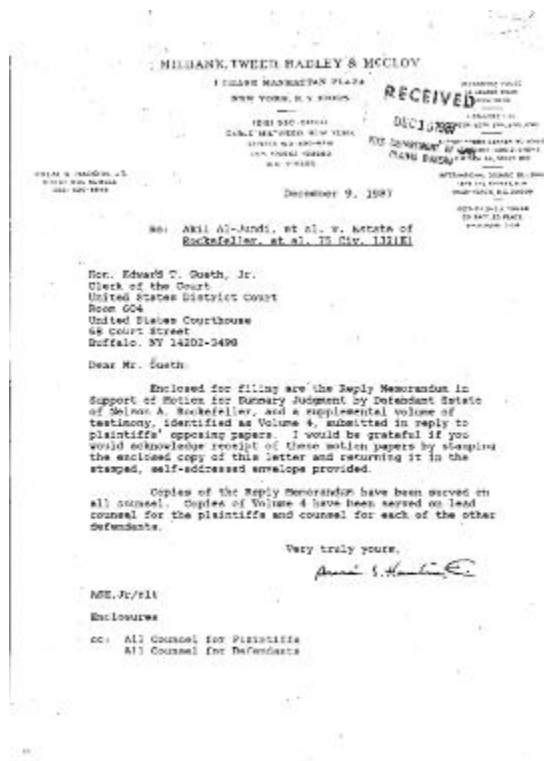 MILBANK, TWEED, HADLEY & MCCLOY
1 CHASE MANHATTAN PLAZA
NEW YORK, N.Y.
RECEIVED
DEC
December 9, 1987
Re: Akil Al-Jundi, et al. v. Estate of
Rockefeller, et al. 75 Civ. 132(E)
Hon. Edward T. Gueth, Jr.
Clerk of the Court
United States District Court
Room 604
United States Courthouse
68 Court Street
Buffalo, NY 14202-3498
Dear Mr. Gueth:
Enclosed for filing are the Reply Memorandum in
Support of Motion for Summary Judgment by Defendant Estate
of Nelson A. Rockefeller, and a supplemental volume of
testimony, identified as Volume 4, submitted in reply to
plaintiffs' opposing papers. I would be grateful if you
would acknowledge receipt of these motion papers by stamping
the enclosed copy of this letter and returning it in the
stamped, self-addressed envelope provided.
Copies of the Reply Memorandum have been served on
all counsel. Copies of Volume 4 have been served on lead
counsel for the plaintiffs and counsel for each of the other
defendants.
Very truly yours,
Enclosures
cc: All Counsel for Plaintiffs
All Counsel for Defendants